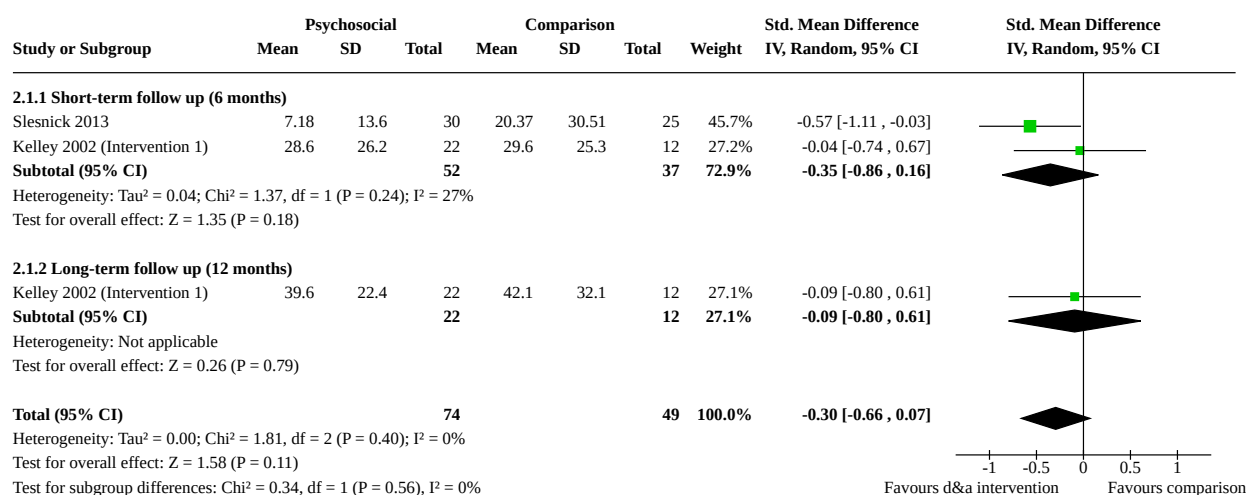 Psychosocial Comparison Std. Mean Difference Std. Mean Difference
Study or Subgroup Mean SD Total Mean SD Total Weight IV, Random, 95% CI IV, Random, 95% CI
2.1.1 Short-term follow up (6 months)
Slesnick 2013 7.18 13.6 30 20.37 30.51 25 45.7% -0.57 [-1.11 , -0.03]
Kelley 2002 (Intervention 1) 28.6 26.2 22 29.6 25.3 12 27.2% -0.04 [-0.74 , 0.67]
Subtotal (95% CI) 52 37 72.9% -0.35 [-0.86 , 0.16]
Heterogeneity: Tau² = 0.04; Chi² = 1.37, df = 1 (P = 0.24); I² = 27%
Test for overall effect: Z = 1.35 (P = 0.18)
2.1.2 Long-term follow up (12 months)
Kelley 2002 (Intervention 1) 39.6 22.4 22 42.1 32.1 12 27.1% -0.09 [-0.80 , 0.61]
Subtotal (95% CI) 22 12 27.1% -0.09 [-0.80 , 0.61]
Heterogeneity: Not applicable
Test for overall effect: Z = 0.26 (P = 0.79)
Total (95% CI) 74 49 100.0% -0.30 [-0.66 , 0.07]
Heterogeneity: Tau² = 0.00; Chi² = 1.81, df = 2 (P = 0.40); I² = 0%
Test for overall effect: Z = 1.58 (P = 0.11)
-1 -0.5 0 0.5 1
Test for subgroup differences: Chi² = 0.34, df = 1 (P = 0.56), I² = 0%
Favours d&a intervention Favours comparison